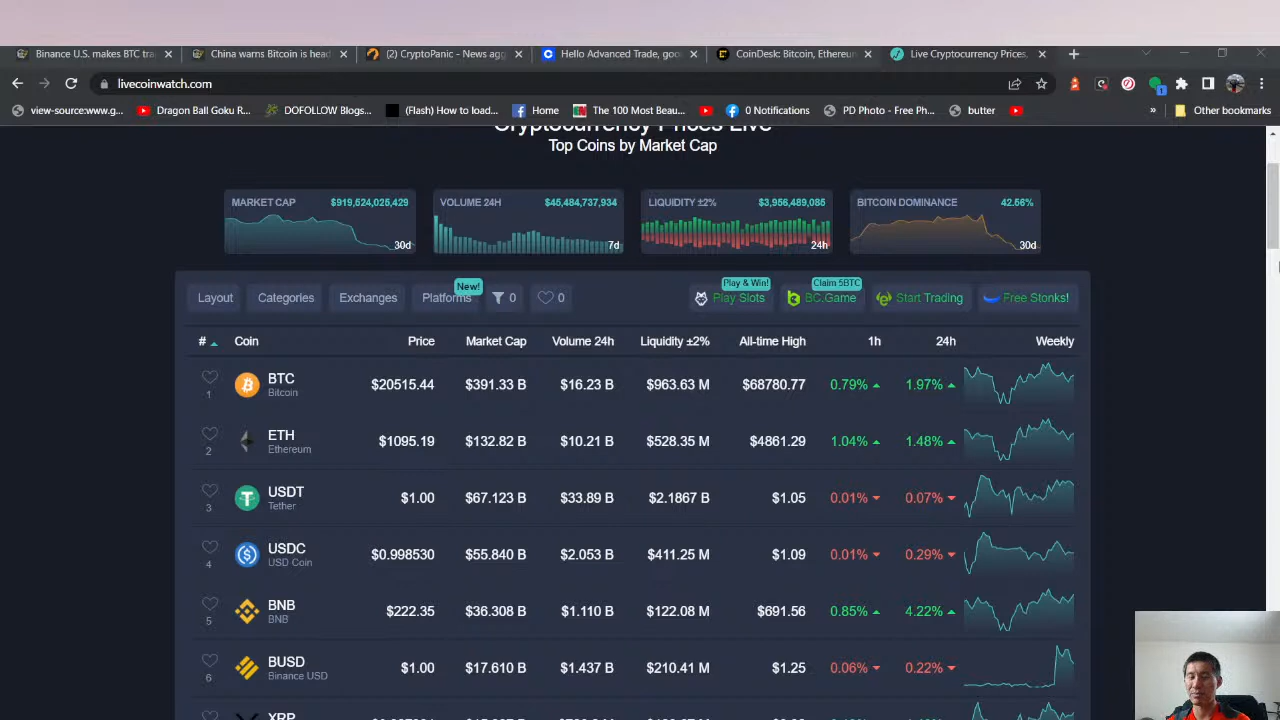 Binance U.S. makes BTC tra
China warns Bitcoin is head
(2) CryptoPanic - News agg
Hello Advanced Trade, goo
CoinDesk: Bitcoin, Ethereu
Live Cryptocurrency Prices,
livecoinwatch.com
view-source:www.g...
Dragon Ball Goku R...
DOFOLLOW Blogs...
(Flash) How to load...
Home
The 100 Most Beau...
0 Notifications
PD Photo - Free Ph...
butter
»
Other bookmarks
Cryptocurrency Prices Live
Top Coins by Market Cap
MARKET CAP $919,624,025,429
30d
VOLUME 24H $45,484,737,934
7d
LIQUIDITY ±2% $3,956,489,085
24h
BITCOIN DOMINANCE 42.56%
30d
New! Play & Win! Claim 5BTC
Layout Categories Exchanges Platforms 0 0 Play Slots BC.Game Start Trading Free Stonks!
# Coin Price Market Cap Volume 24h Liquidity ±2% All-time High 1h 24h Weekly
1 BTC Bitcoin $20515.44 $391.33 B $16.23 B $963.63 M $68780.77 0.79% 1.97%
2 ETH Ethereum $1095.19 $132.82 B $10.21 B $528.35 M $4861.29 1.04% 1.48%
3 USDT Tether $1.00 $67.123 B $33.89 B $2.1867 B $1.05 0.01% 0.07%
4 USDC USD Coin $0.998530 $55.840 B $2.053 B $411.25 M $1.09 0.01% 0.29%
5 BNB BNB $222.35 $36.308 B $1.110 B $122.08 M $691.56 0.85% 4.22%
6 BUSD Binance USD $1.00 $17.610 B $1.437 B $210.41 M $1.25 0.06% 0.22%
XRP